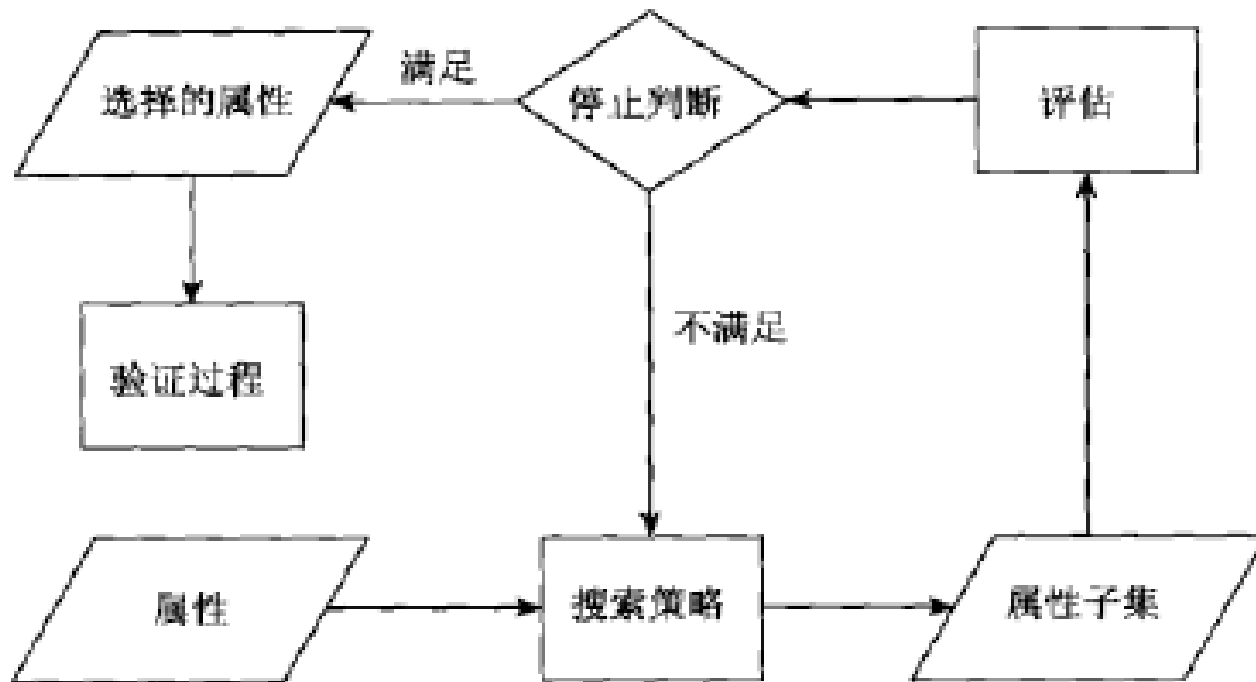 选择的属性
满足
停止判断
评估
不满足
验证过程
属性
搜索策略
属性子集